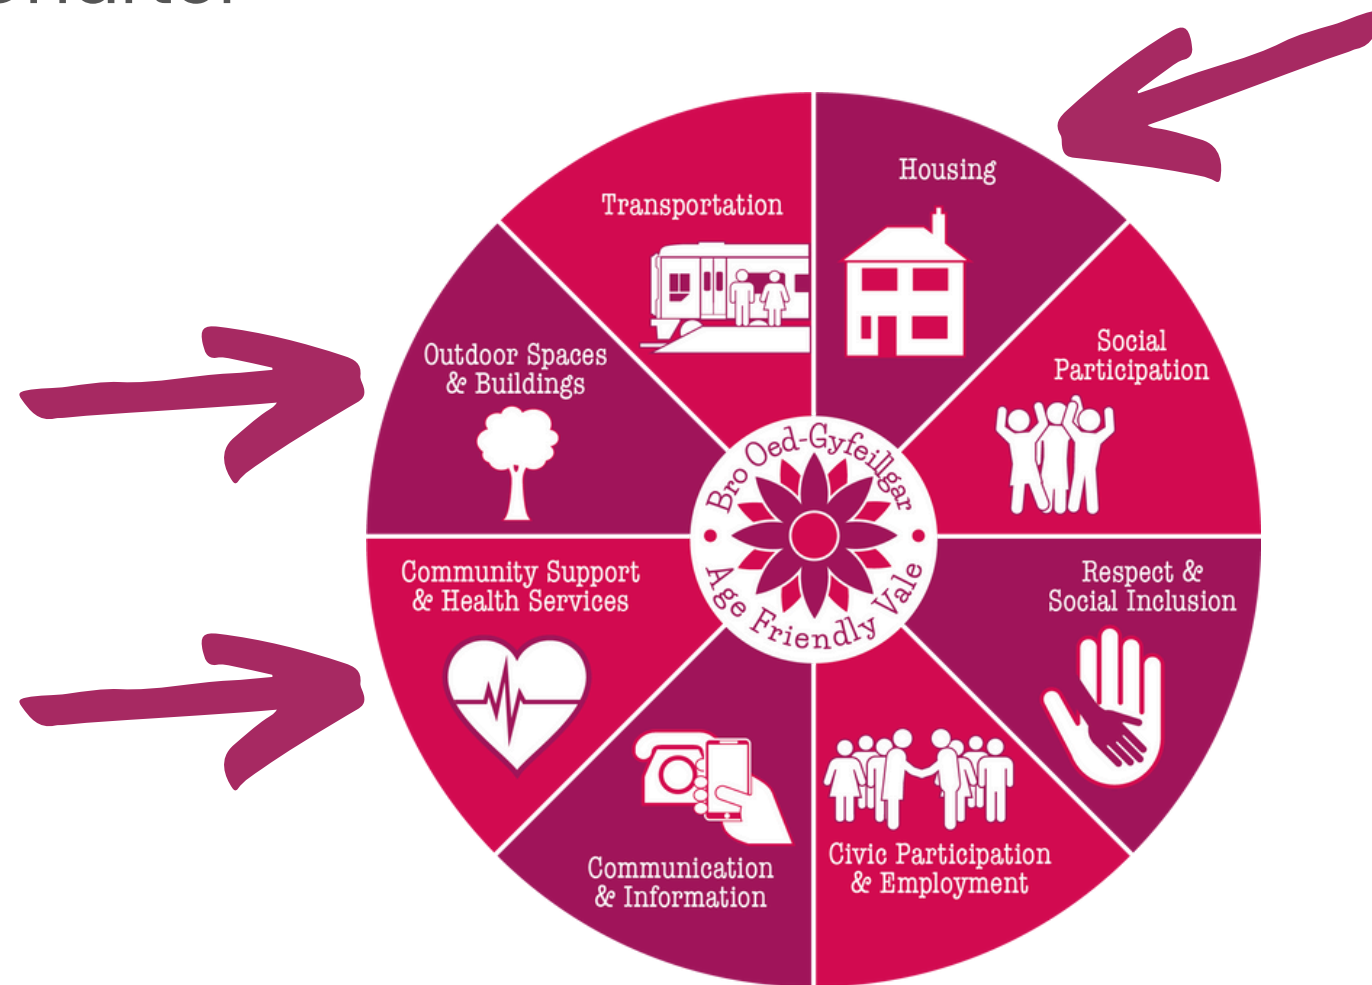 Housing
Transportation
Social
Participation
Outdoor Spaces
& Buildings
Bro Oed-Gyfeillgar
Age Friendly Vale
Community Support
& Health Services
Respect &
Social Inclusion
Communication
& Information
Civic Participation
& Employment